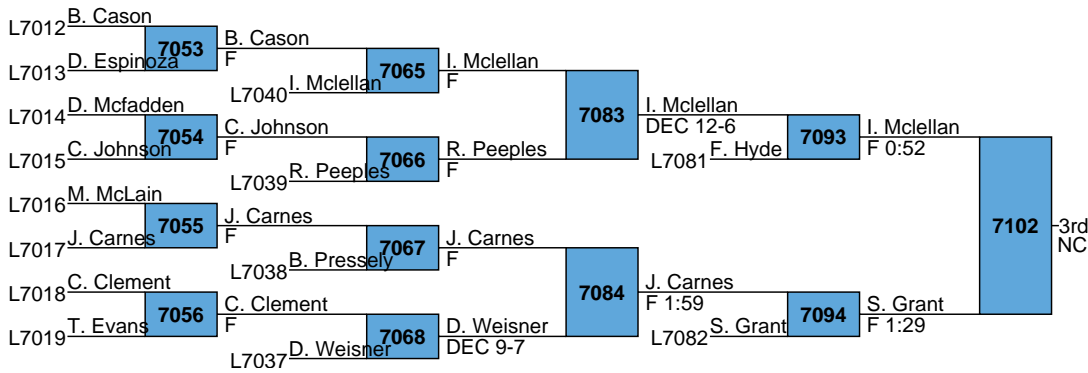 L7012 B. Cason
7053
L7013 D. Espinoza
B. Cason
F
7065
L7040 I. Mclellan
I. Mclellan
F
L7014 D. Mcfadden
7054
L7015 C. Johnson
C. Johnson
F
7066
L7039 R. Peeples
R. Peeples
F
7083
I. Mclellan
DEC 12-6
7093
L7081 F. Hyde
I. Mclellan
F 0:52
L7016 M. McLain
7055
L7017 J. Carnes
J. Carnes
F
7067
L7038 B. Pressely
J. Carnes
F
L7018 C. Clement
7056
L7019 T. Evans
C. Clement
F
7068
L7037 D. Weisner
D. Weisner
DEC 9-7
7084
J. Carnes
F 1:59
7094
L7082 S. Grant
S. Grant
F 1:29
7102
3rd
NC